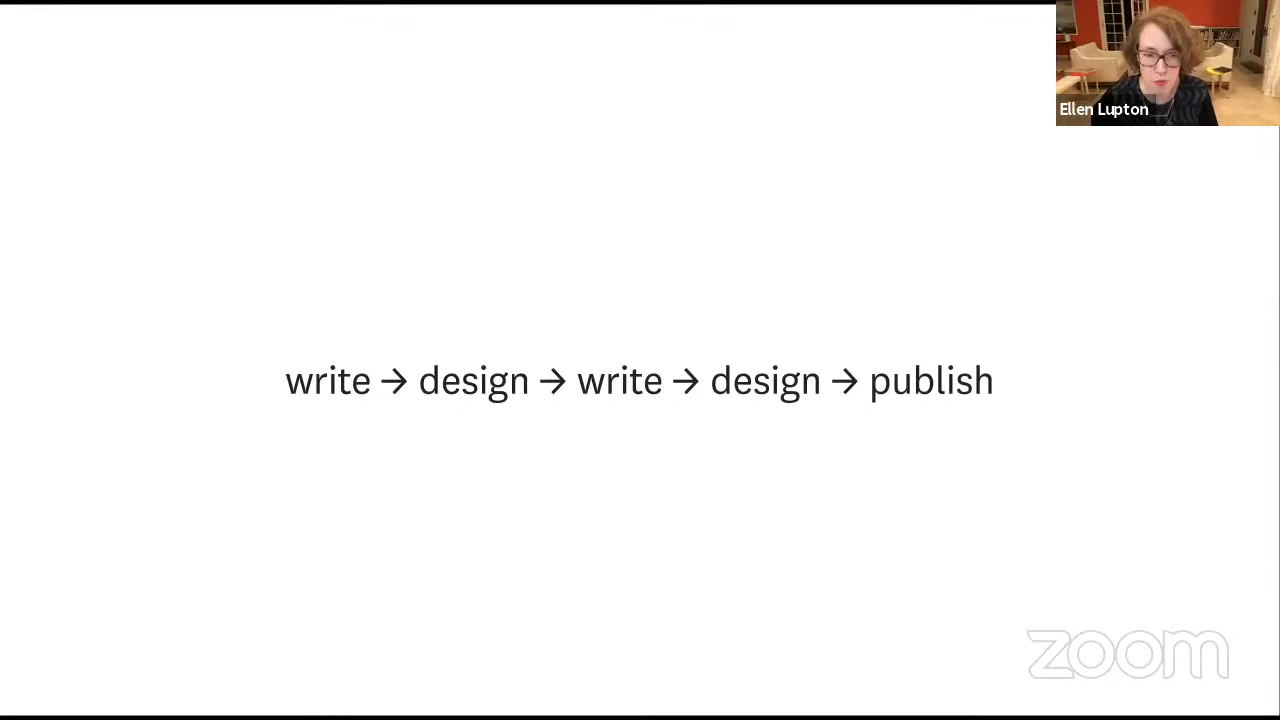 Ellen Lupton
write → design → write → design → publish
zoom